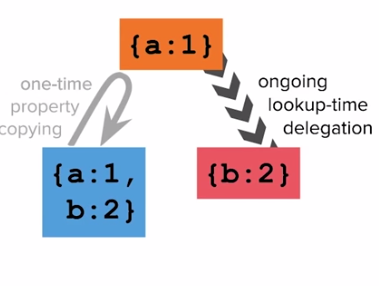 {a:1}
one-time
property
copying
ongoing
lookup-time
delegation
{a:1,
b:2}
{b:2}